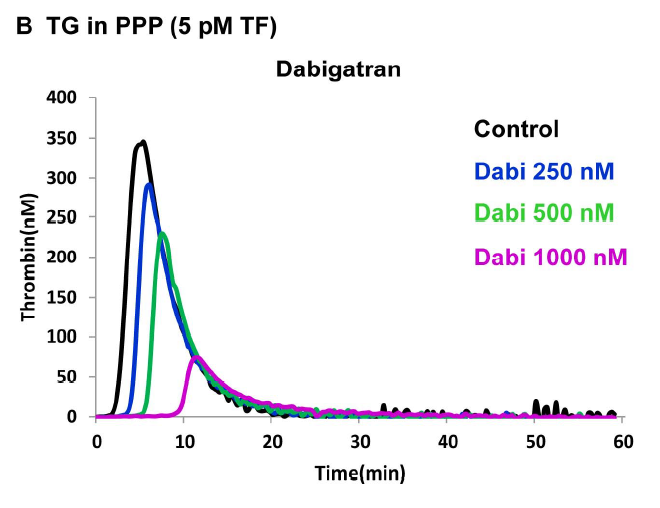 B TG in PPP (5 pM TF)
Dabigatran
400
350
300
250
200
150
100
50
0
Thrombin(nM)
Control
Dabi 250 nM
Dabi 500 nM
Dabi 1000 nM
0 10 20 30 40 50 60
Time(min)